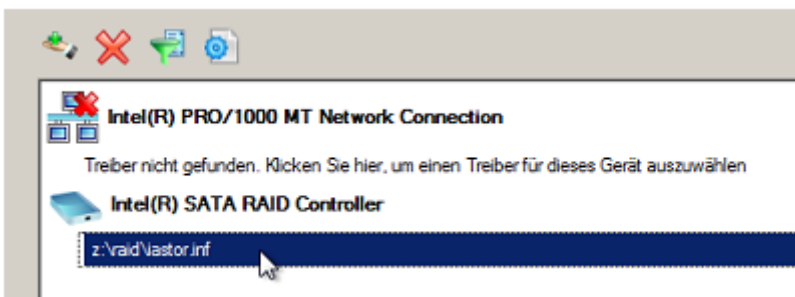 Intel(R) PRO/1000 MT Network Connection
Treiber nicht gefunden. Klicken Sie hier, um einen Treiber für dieses Gerät auszuwählen
Intel(R) SATA RAID Controller
z:\raid\iastor.inf